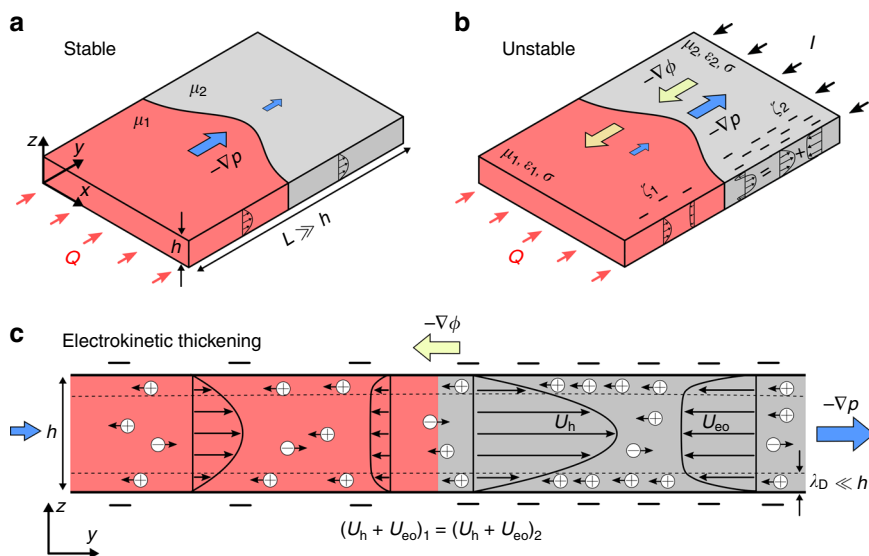 a
Stable
μ₂
μ₁
−∇p
z
y
x
h
Q
L ≫ h
b
Unstable
I
μ₂, ε₂, σ
−∇ϕ
−∇p
ζ₂
μ₁, ε₁, σ
ζ₁
= +
Q
c
Electrokinetic thickening
−∇ϕ
−∇p
h
Uₕ
Uₑₒ
λ_D ≪ h
z
y
(Uₕ + Uₑₒ)₁ = (Uₕ + Uₑₒ)₂